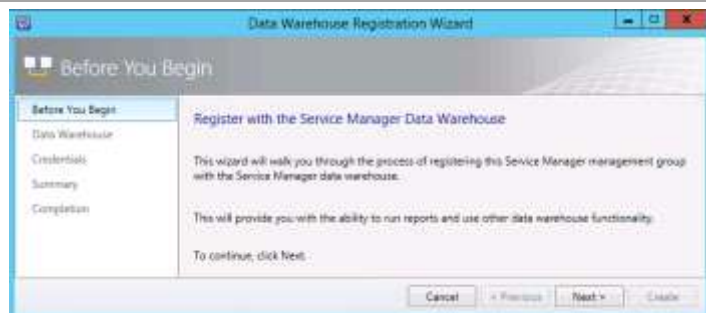 Data Warehouse Registration Wizard
Before You Begin
Before You Begin
Data Warehouse
Credentials
Summary
Completion
Register with the Service Manager Data Warehouse
This wizard will walk you through the process of registering this Service Manager management group
with the Service Manager data warehouse.
This will provide you with the ability to run reports and use other data warehouse functionality.
To continue, click Next.
Cancel
< Previous
Next >
Create